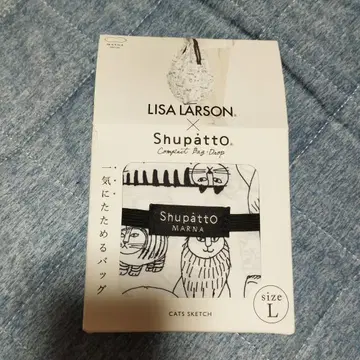 LISA LARSON®
×
Shupatto®
Compact Bag Drop
一気にたためるバッグ
Shupatto
MARNA
size
L
CATS SKETCH